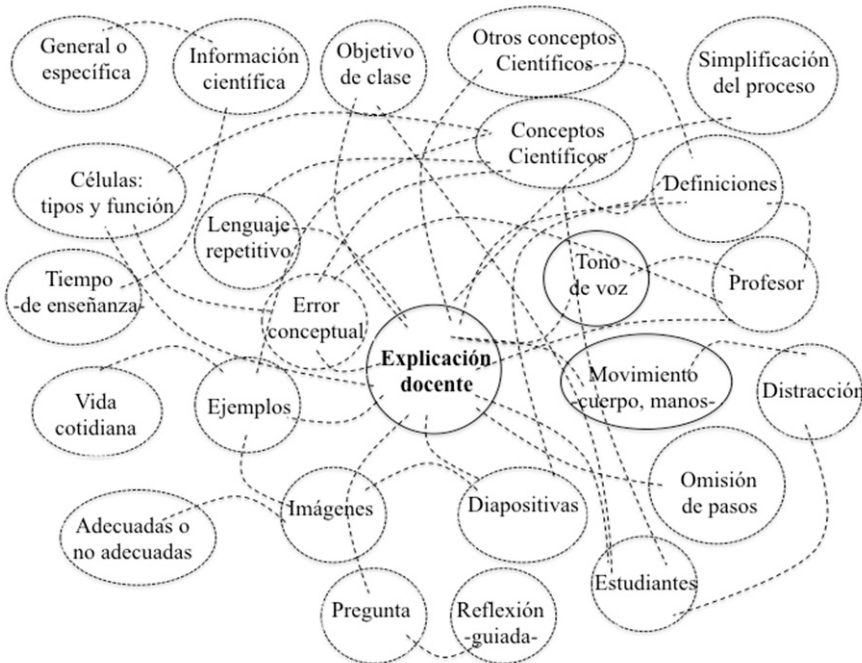 General o
específica
Información
científica
Objetivo
de clase
Otros conceptos
Científicos
Simplificación
del proceso
Conceptos
Científicos
Células:
tipos y función
Definiciones
Lenguaje
repetitivo
Tiempo
-de enseñanza-
Error
conceptual
Tono
de voz
Profesor
Explicación
docente
Movimiento
-cuerpo, manos-
Distracción
Vida
cotidiana
Ejemplos
Omisión
de pasos
Imágenes
Diapositivas
Adecuadas o
no adecuadas
Estudiantes
Pregunta
Reflexión
-guiada-